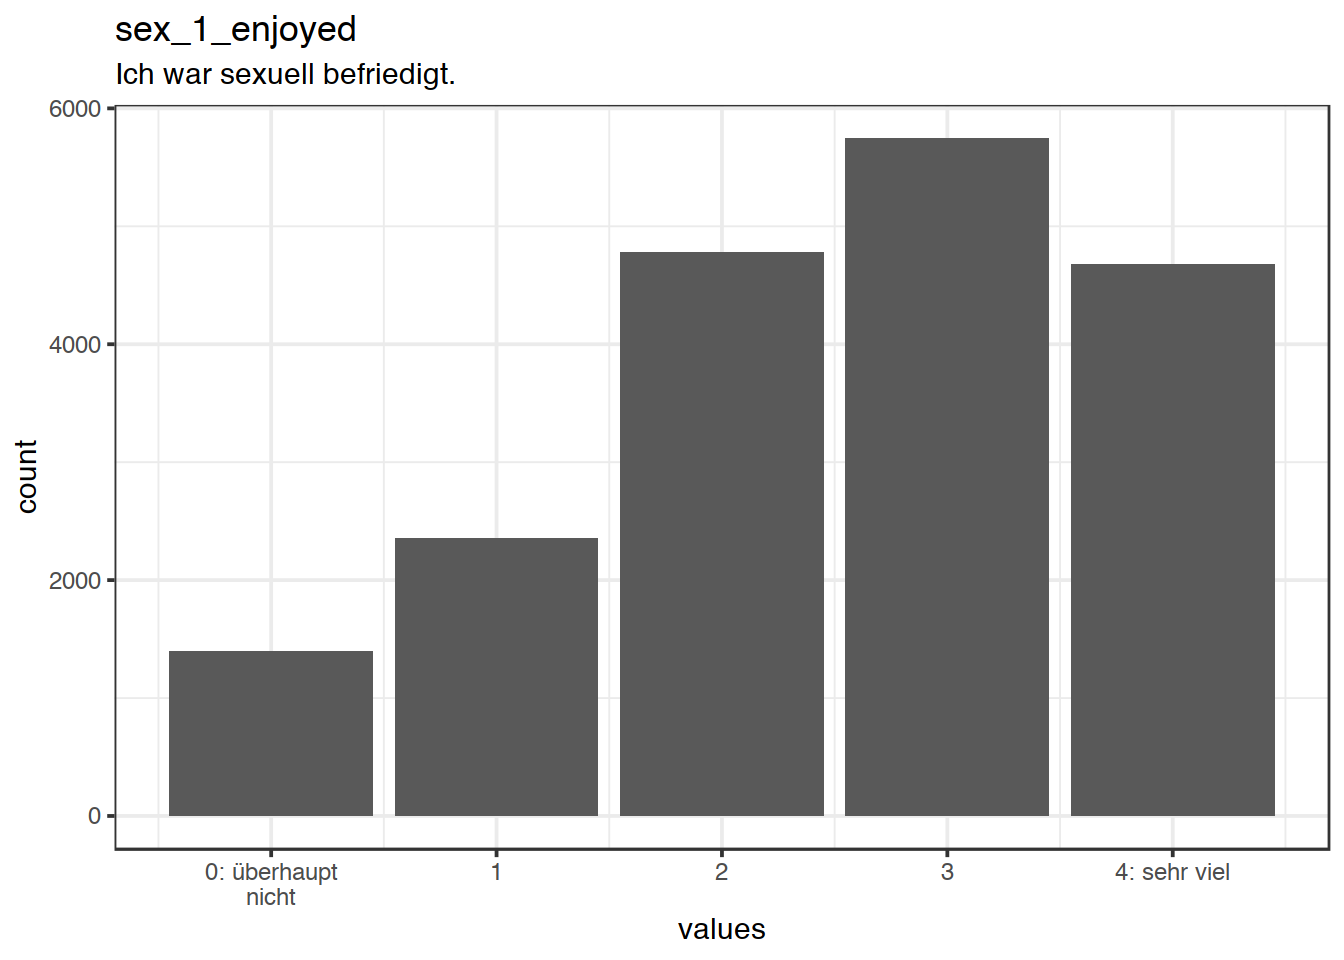 sex_1_enjoyed
Ich war sexuell befriedigt.
6000
4000
2000
0
count
0: überhaupt
nicht
1
2
3
4: sehr viel
values